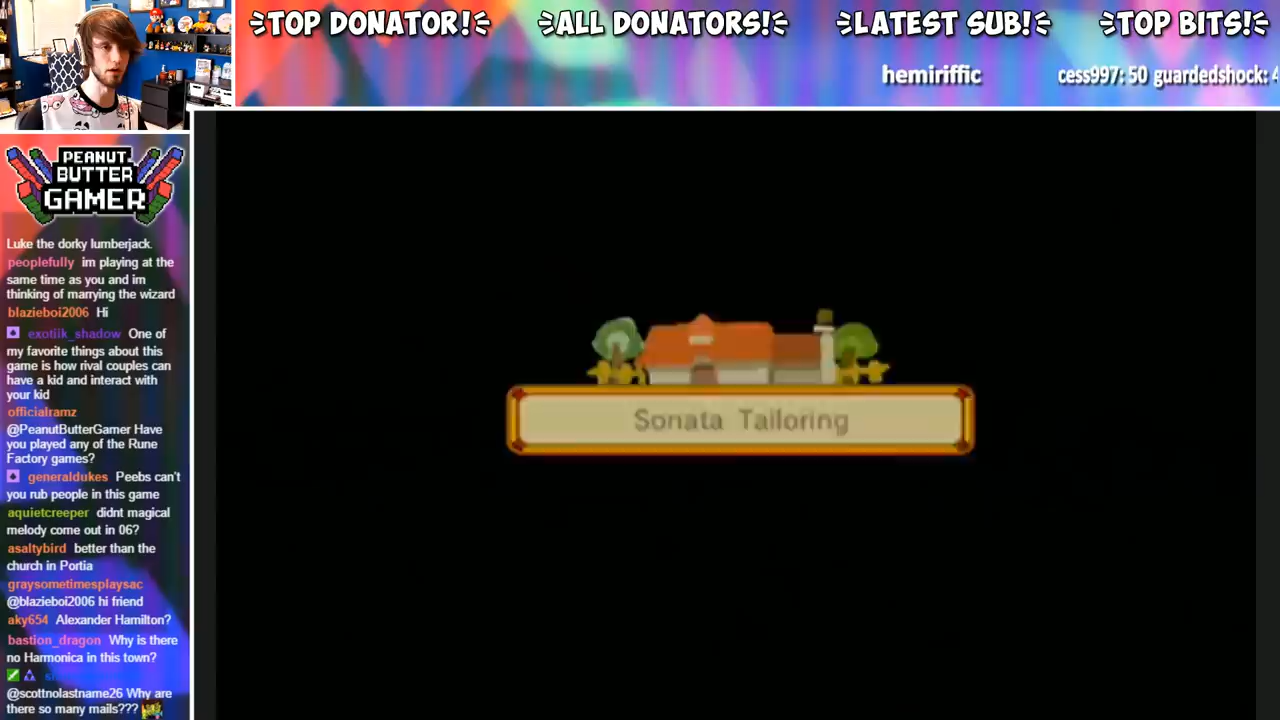 TOP DONATOR!
ALL DONATORS!
LATEST SUB!
TOP BITS!
hemiriffic
cess997: 50 guardedshock: 4
PEANUT
BUTTER
GAMER
Luke the dorky lumberjack.
peoplefully im playing at the
same time as you and im
thinking of marrying the wizard
blazieboi2006 Hi
exotiik_shadow One of
my favorite things about this
game is how rival couples can
have a kid and interact with
your kid
officialramz
@PeanutButterGamer Have
you played any of the Rune
Factory games?
generaldukes Peebs can't
you rub people in this game
aquietcreeper didnt magical
melody come out in 06?
asaltybird better than the
church in Portia
graysometimesplaysac
@blazieboi2006 hi friend
aky654 Alexander Hamilton?
bastion_dragon Why is there
no Harmonica in this town?
@scottnolastname26 Why are
there so many mails???
Sonata Tailoring